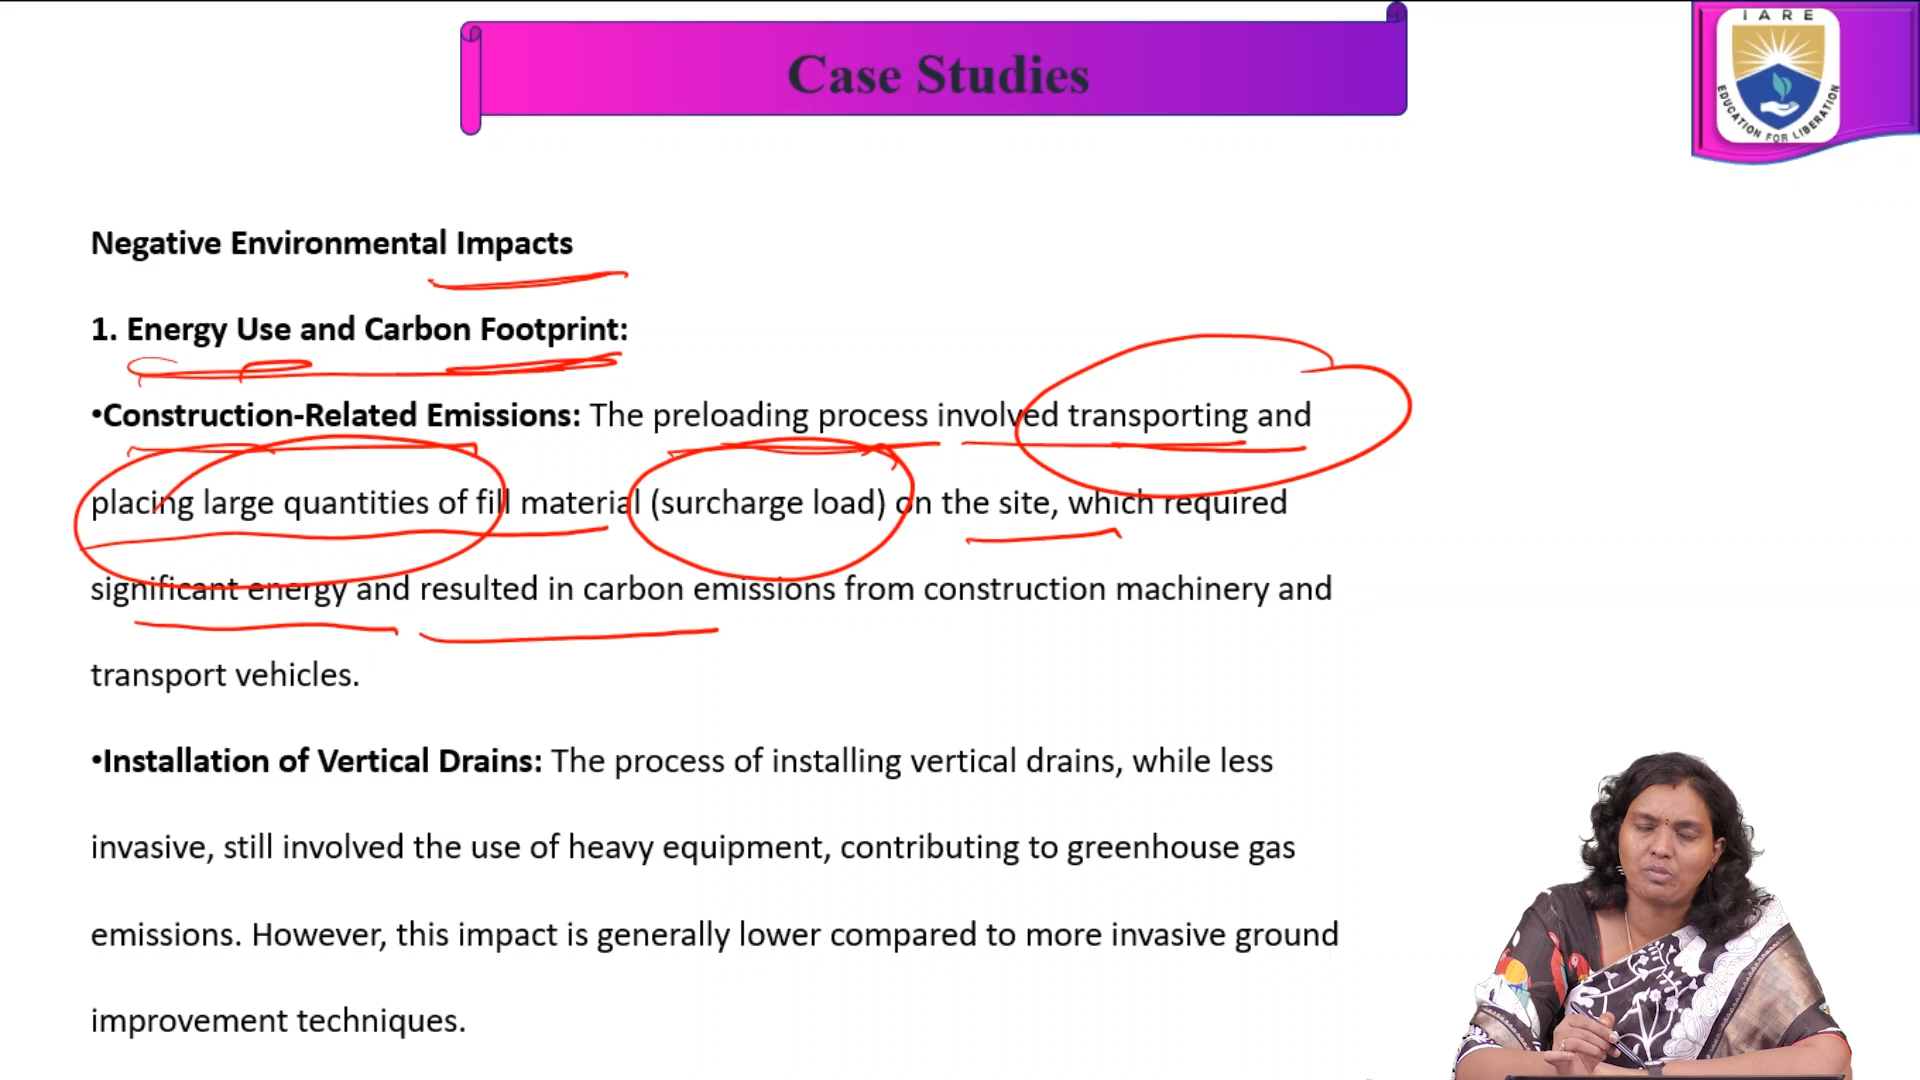 Case Studies
IARE
EDUCATION FOR LIBERATION
Negative Environmental Impacts
1. Energy Use and Carbon Footprint:
•Construction-Related Emissions: The preloading process involved transporting and
placing large quantities of fill material (surcharge load) on the site, which required
significant energy and resulted in carbon emissions from construction machinery and
transport vehicles.
•Installation of Vertical Drains: The process of installing vertical drains, while less
invasive, still involved the use of heavy equipment, contributing to greenhouse gas
emissions. However, this impact is generally lower compared to more invasive ground
improvement techniques.